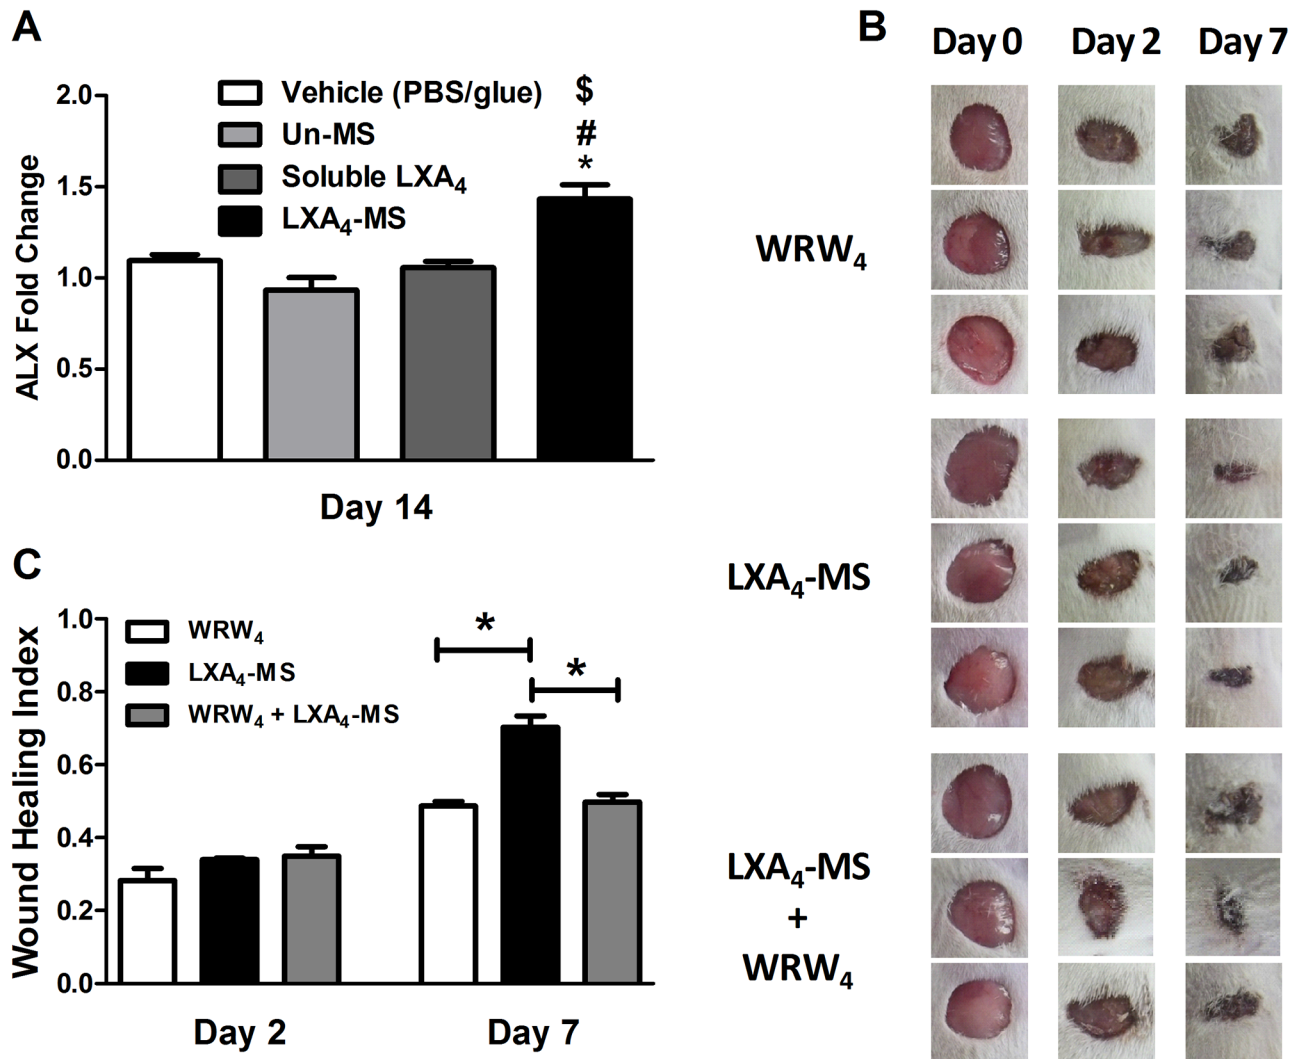 A
2.0
1.5
1.0
0.5
0.0
ALX Fold Change
Vehicle (PBS/glue)
Un-MS
Soluble LXA4
LXA4-MS
$
#
*
Day 14
B
Day 0 Day 2 Day 7
WRW4
LXA4-MS
LXA4-MS
+
WRW4
C
1.0
0.8
0.6
0.4
0.2
0.0
Wound Healing Index
WRW4
LXA4-MS
WRW4 + LXA4-MS
*
*
Day 2 Day 7